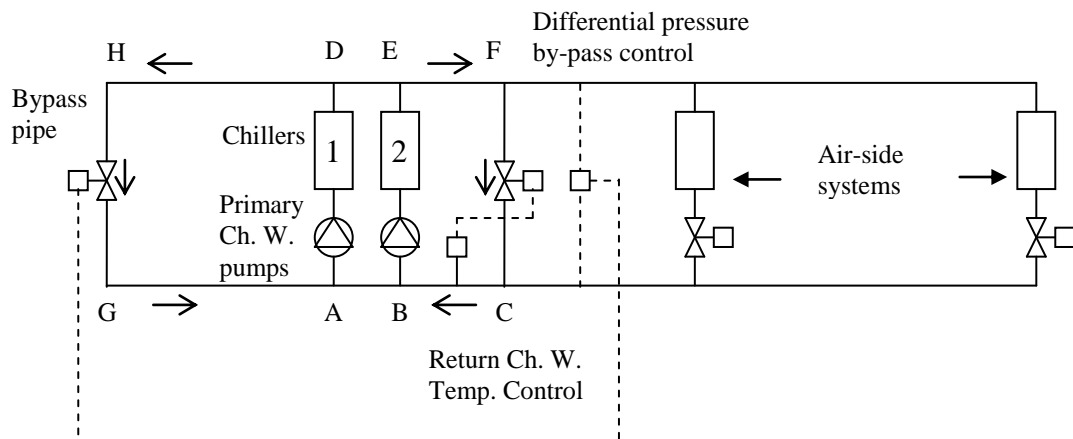 Differential pressure
by-pass control
H
D
E
F
Bypass
pipe
Chillers
1
2
Air-side
systems
Primary
Ch. W.
pumps
G
A
B
C
Return Ch. W.
Temp. Control